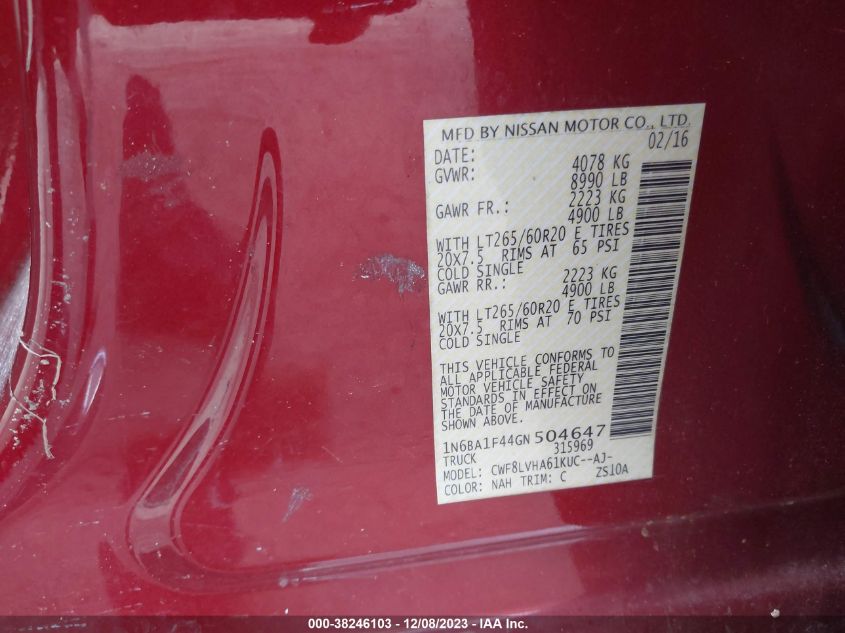 MFD BY NISSAN MOTOR CO., LTD.
DATE: 02/16
GVWR: 4078 KG
8990 LB
GAWR FR.: 2223 KG
4900 LB
WITH LT265/60R20 E TIRES
20X7.5 RIMS AT 65 PSI
COLD SINGLE
GAWR RR.: 2223 KG
4900 LB
WITH LT265/60R20 E TIRES
20X7.5 RIMS AT 70 PSI
COLD SINGLE
THIS VEHICLE CONFORMS TO
ALL APPLICABLE FEDERAL
MOTOR VEHICLE SAFETY
STANDARDS IN EFFECT ON
THE DATE OF MANUFACTURE
SHOWN ABOVE.
1N6BA1F44GN504647
TRUCK 315969
MODEL: CWF8LVHA61KUC--AJ-
COLOR: NAH TRIM: C ZS10A
000-38246103 - 12/08/2023 - IAA Inc.